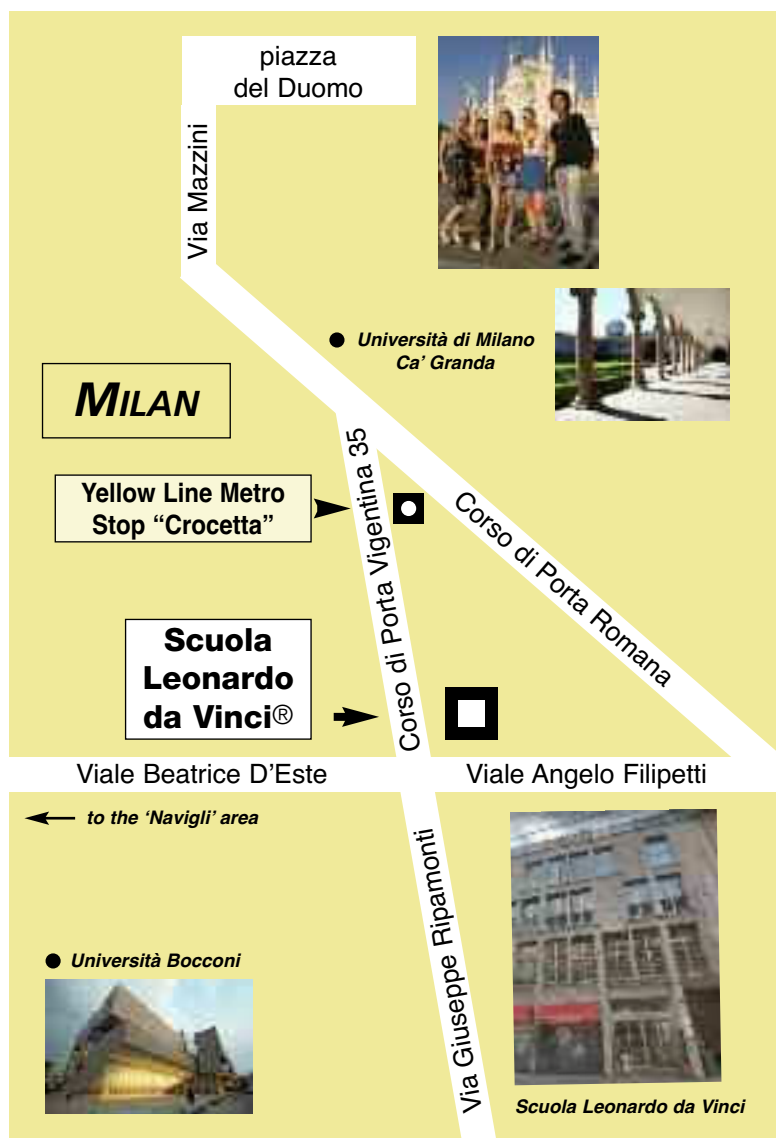 piazza
del Duomo
Via Mazzini
Università di Milano
Ca' Granda
MILAN
Yellow Line Metro
Stop “Crocetta”
Corso di Porta Vigentina 35
Corso di Porta Romana
Scuola
Leonardo
da Vinci®
Viale Beatrice D'Este
Viale Angelo Filipetti
to the ‘Navigli’ area
Via Giuseppe Ripamonti
Università Bocconi
Scuola Leonardo da Vinci